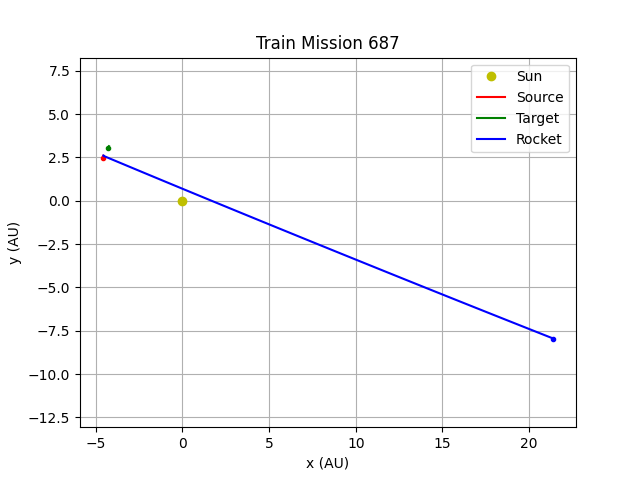 Train Mission 687
Sun
Source
Target
Rocket
7.5
5.0
2.5
0.0
−2.5
−5.0
−7.5
−10.0
−12.5
y (AU)
−5 0 5 10 15 20
x (AU)